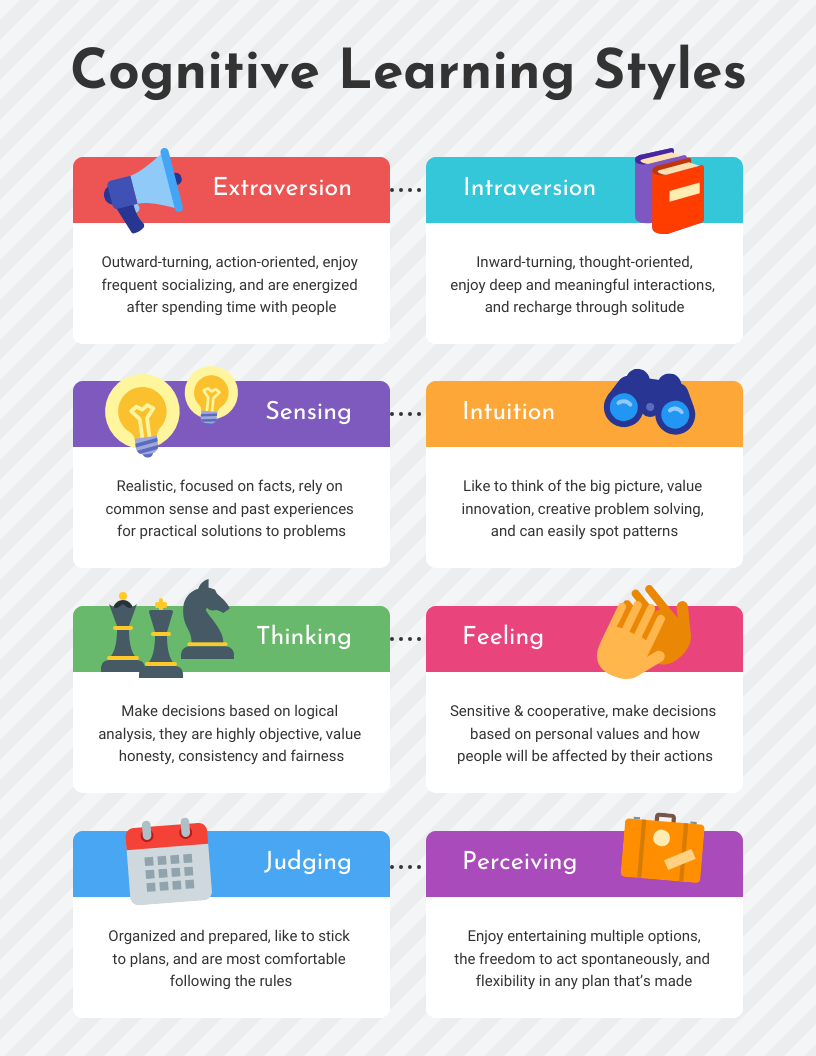 Cognitive Learning Styles
Extraversion
Outward-turning, action-oriented, enjoy
frequent socializing, and are energized
after spending time with people
Intraversion
Inward-turning, thought-oriented,
enjoy deep and meaningful interactions,
and recharge through solitude
Sensing
Realistic, focused on facts, rely on
common sense and past experiences
for practical solutions to problems
Intuition
Like to think of the big picture, value
innovation, creative problem solving,
and can easily spot patterns
Thinking
Make decisions based on logical
analysis, they are highly objective, value
honesty, consistency and fairness
Feeling
Sensitive & cooperative, make decisions
based on personal values and how
people will be affected by their actions
Judging
Organized and prepared, like to stick
to plans, and are most comfortable
following the rules
Perceiving
Enjoy entertaining multiple options,
the freedom to act spontaneously, and
flexibility in any plan that's made